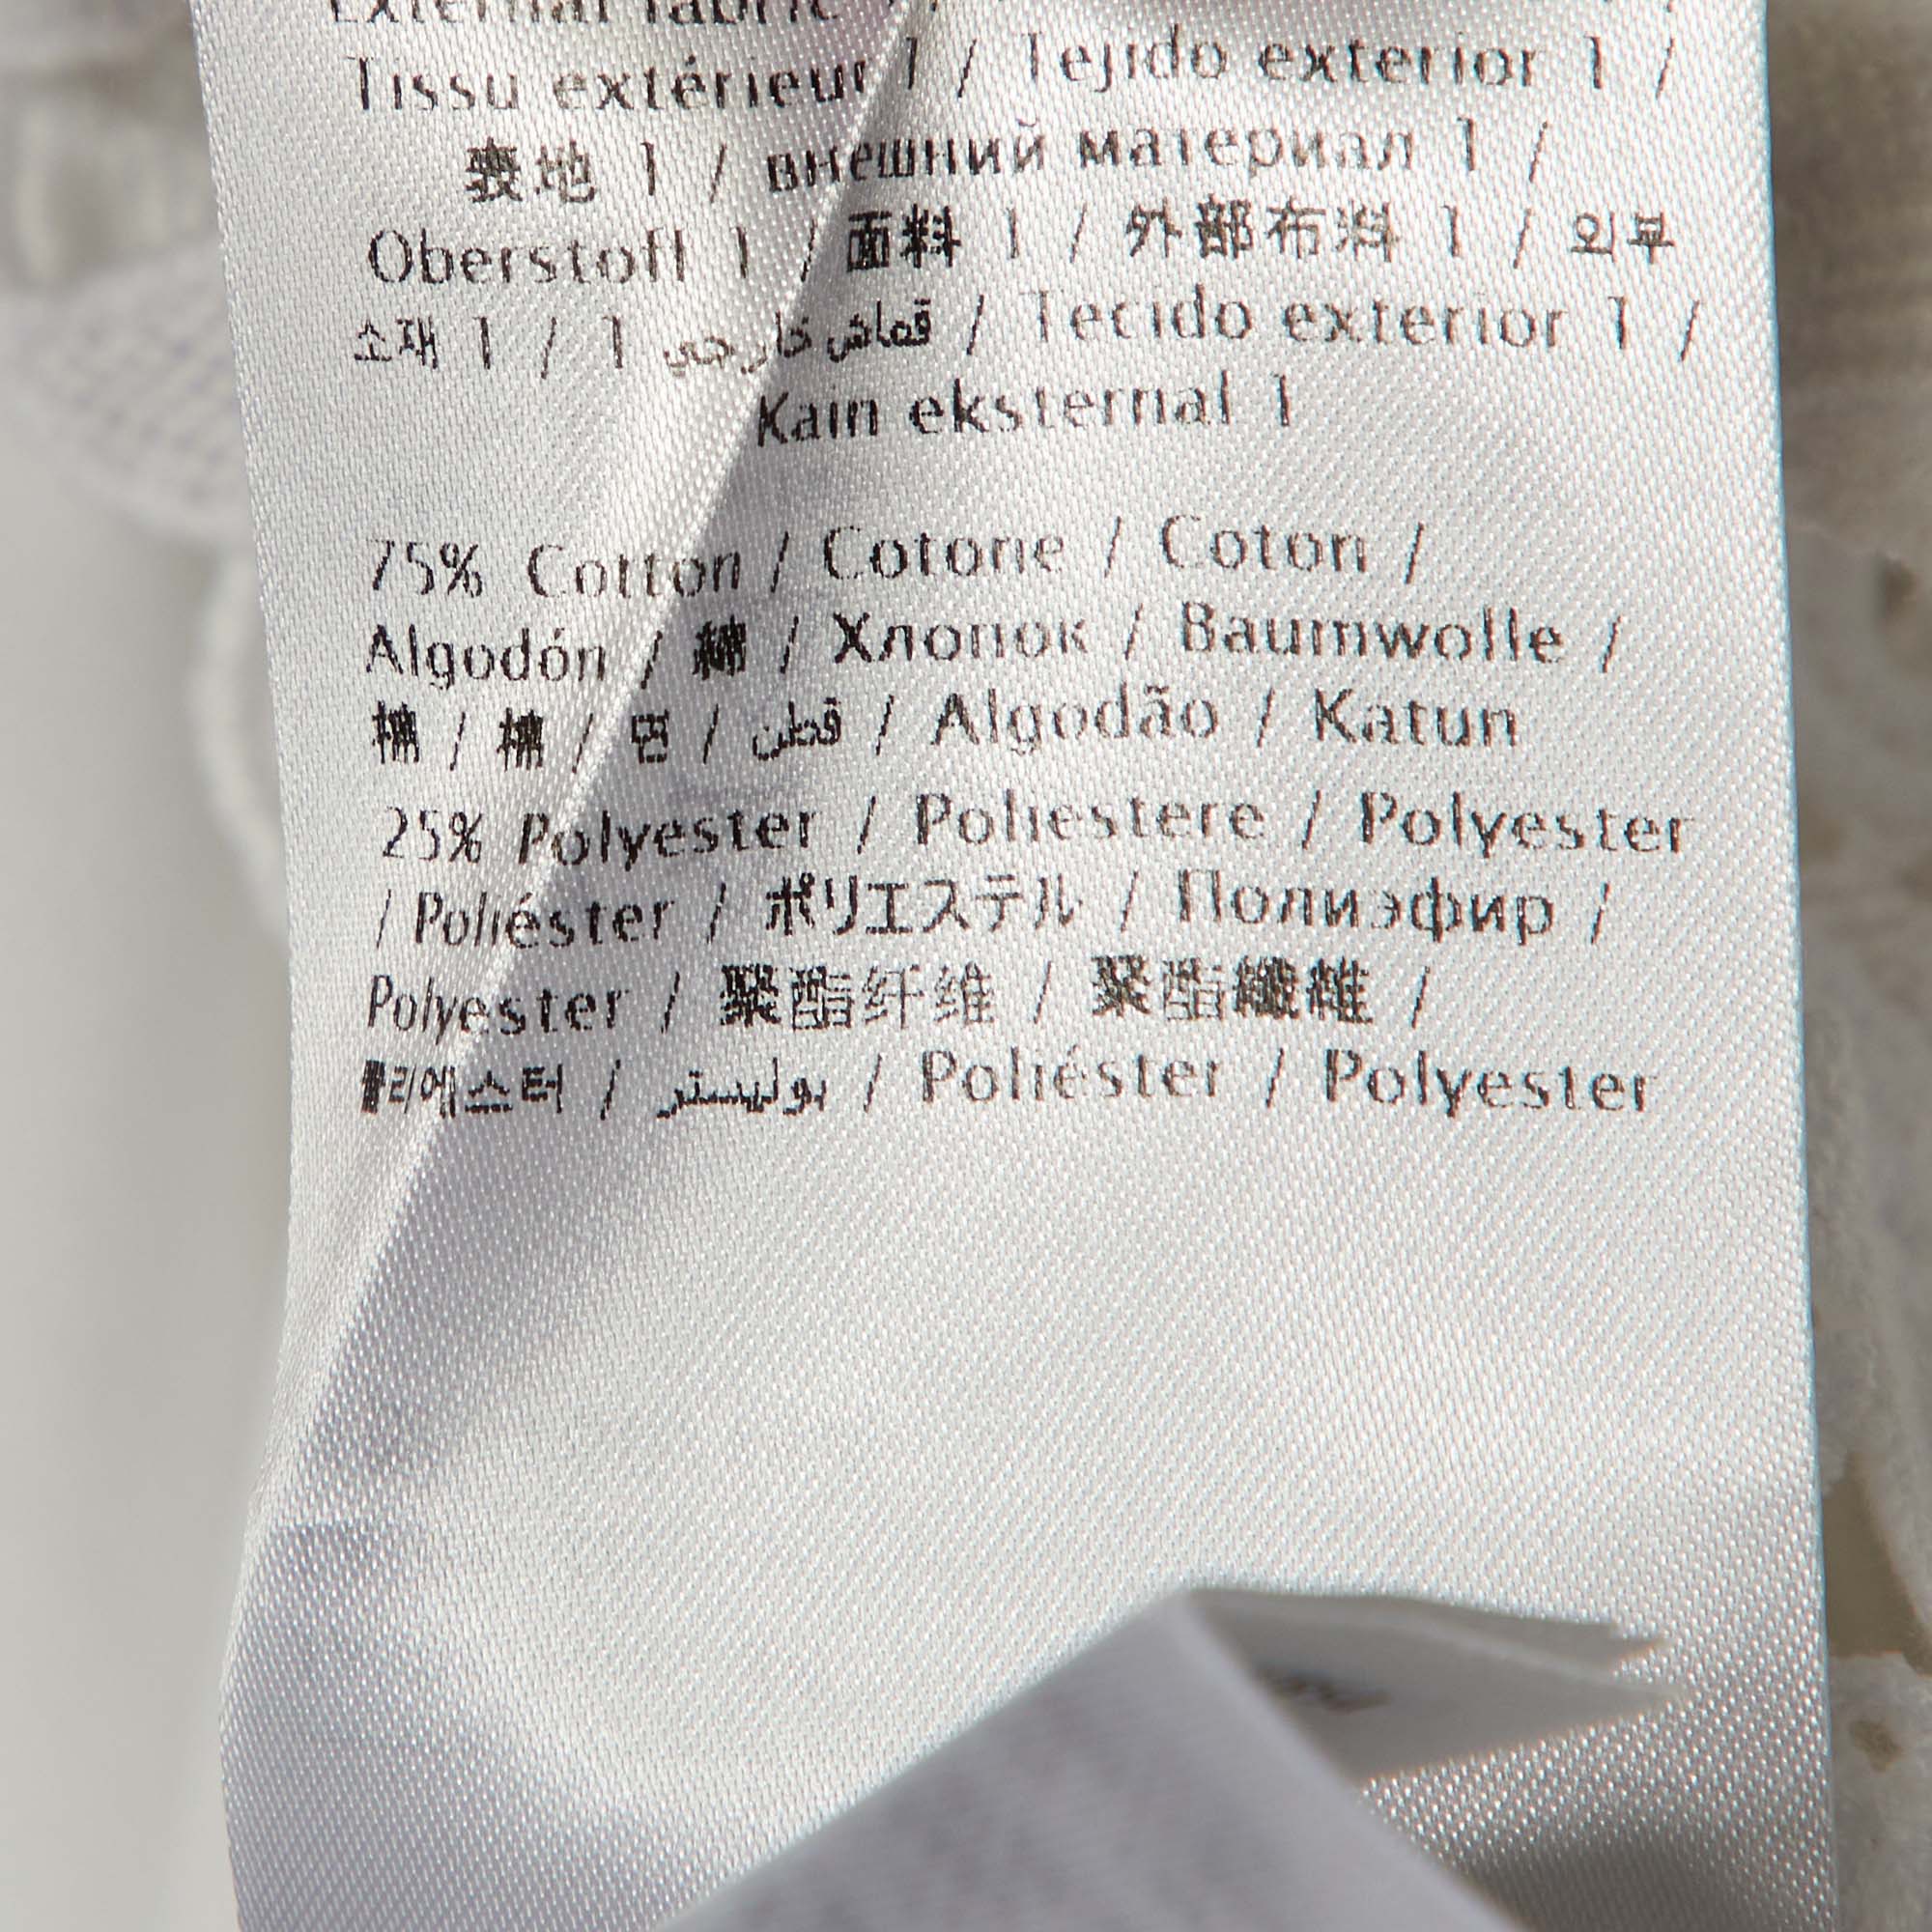 External fabric
Tissu extérieur 1 / Tejido exterior 1 /
表地 1 / внешний материал 1 /
Oberstoff 1 / 面料 1 / 外部布料 1 / 외부
소재 1 / 1 قماش خارجي / Tecido exterior 1 /
Kain eksternal 1
75% Cotton / Cotone / Coton /
Algodón / 綿 / Хлопок / Baumwolle /
棉 / 棉 / 면 / قطن / Algodão / Katun
25% Polyester / Poliestere / Polyester
/ Poliéster / ポリエステル / Полиэфир /
Polyester / 聚酯纤维 / 聚酯纖維 /
폴리에스터 / بوليستر / Poliéster / Polyester